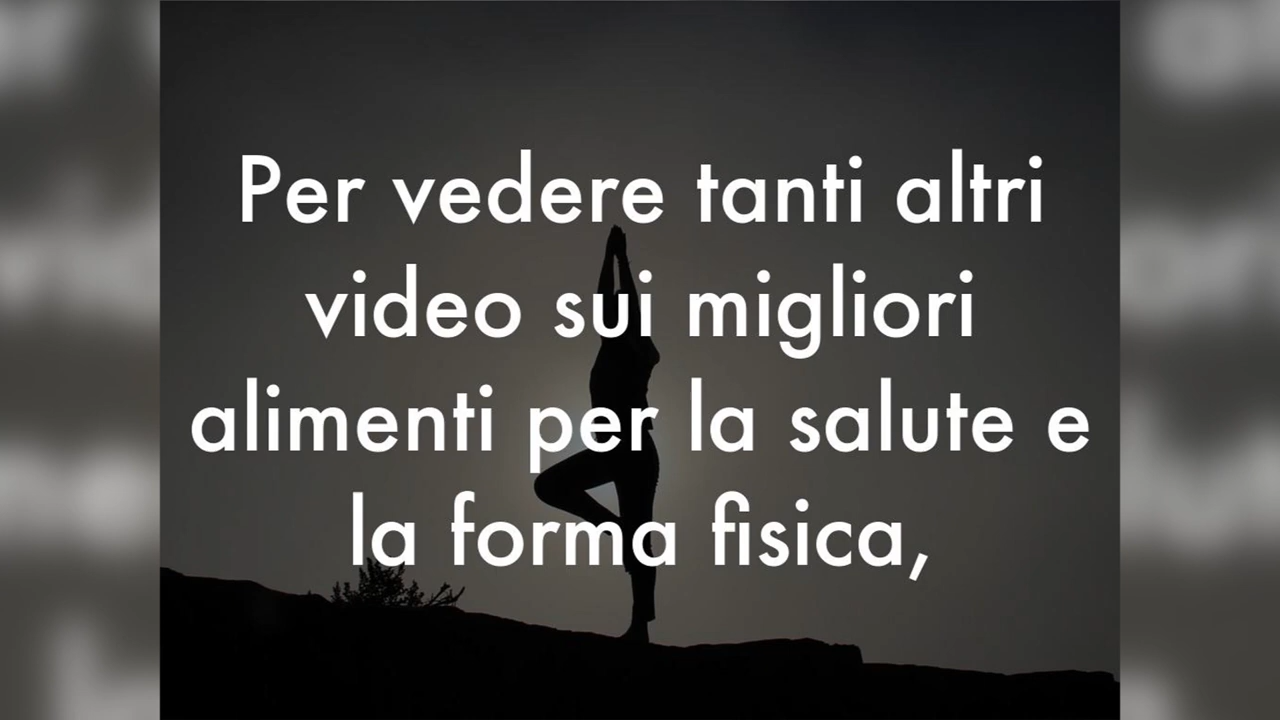 Per vedere tanti altri
video sui migliori
alimenti per la salute e
la forma fisica,